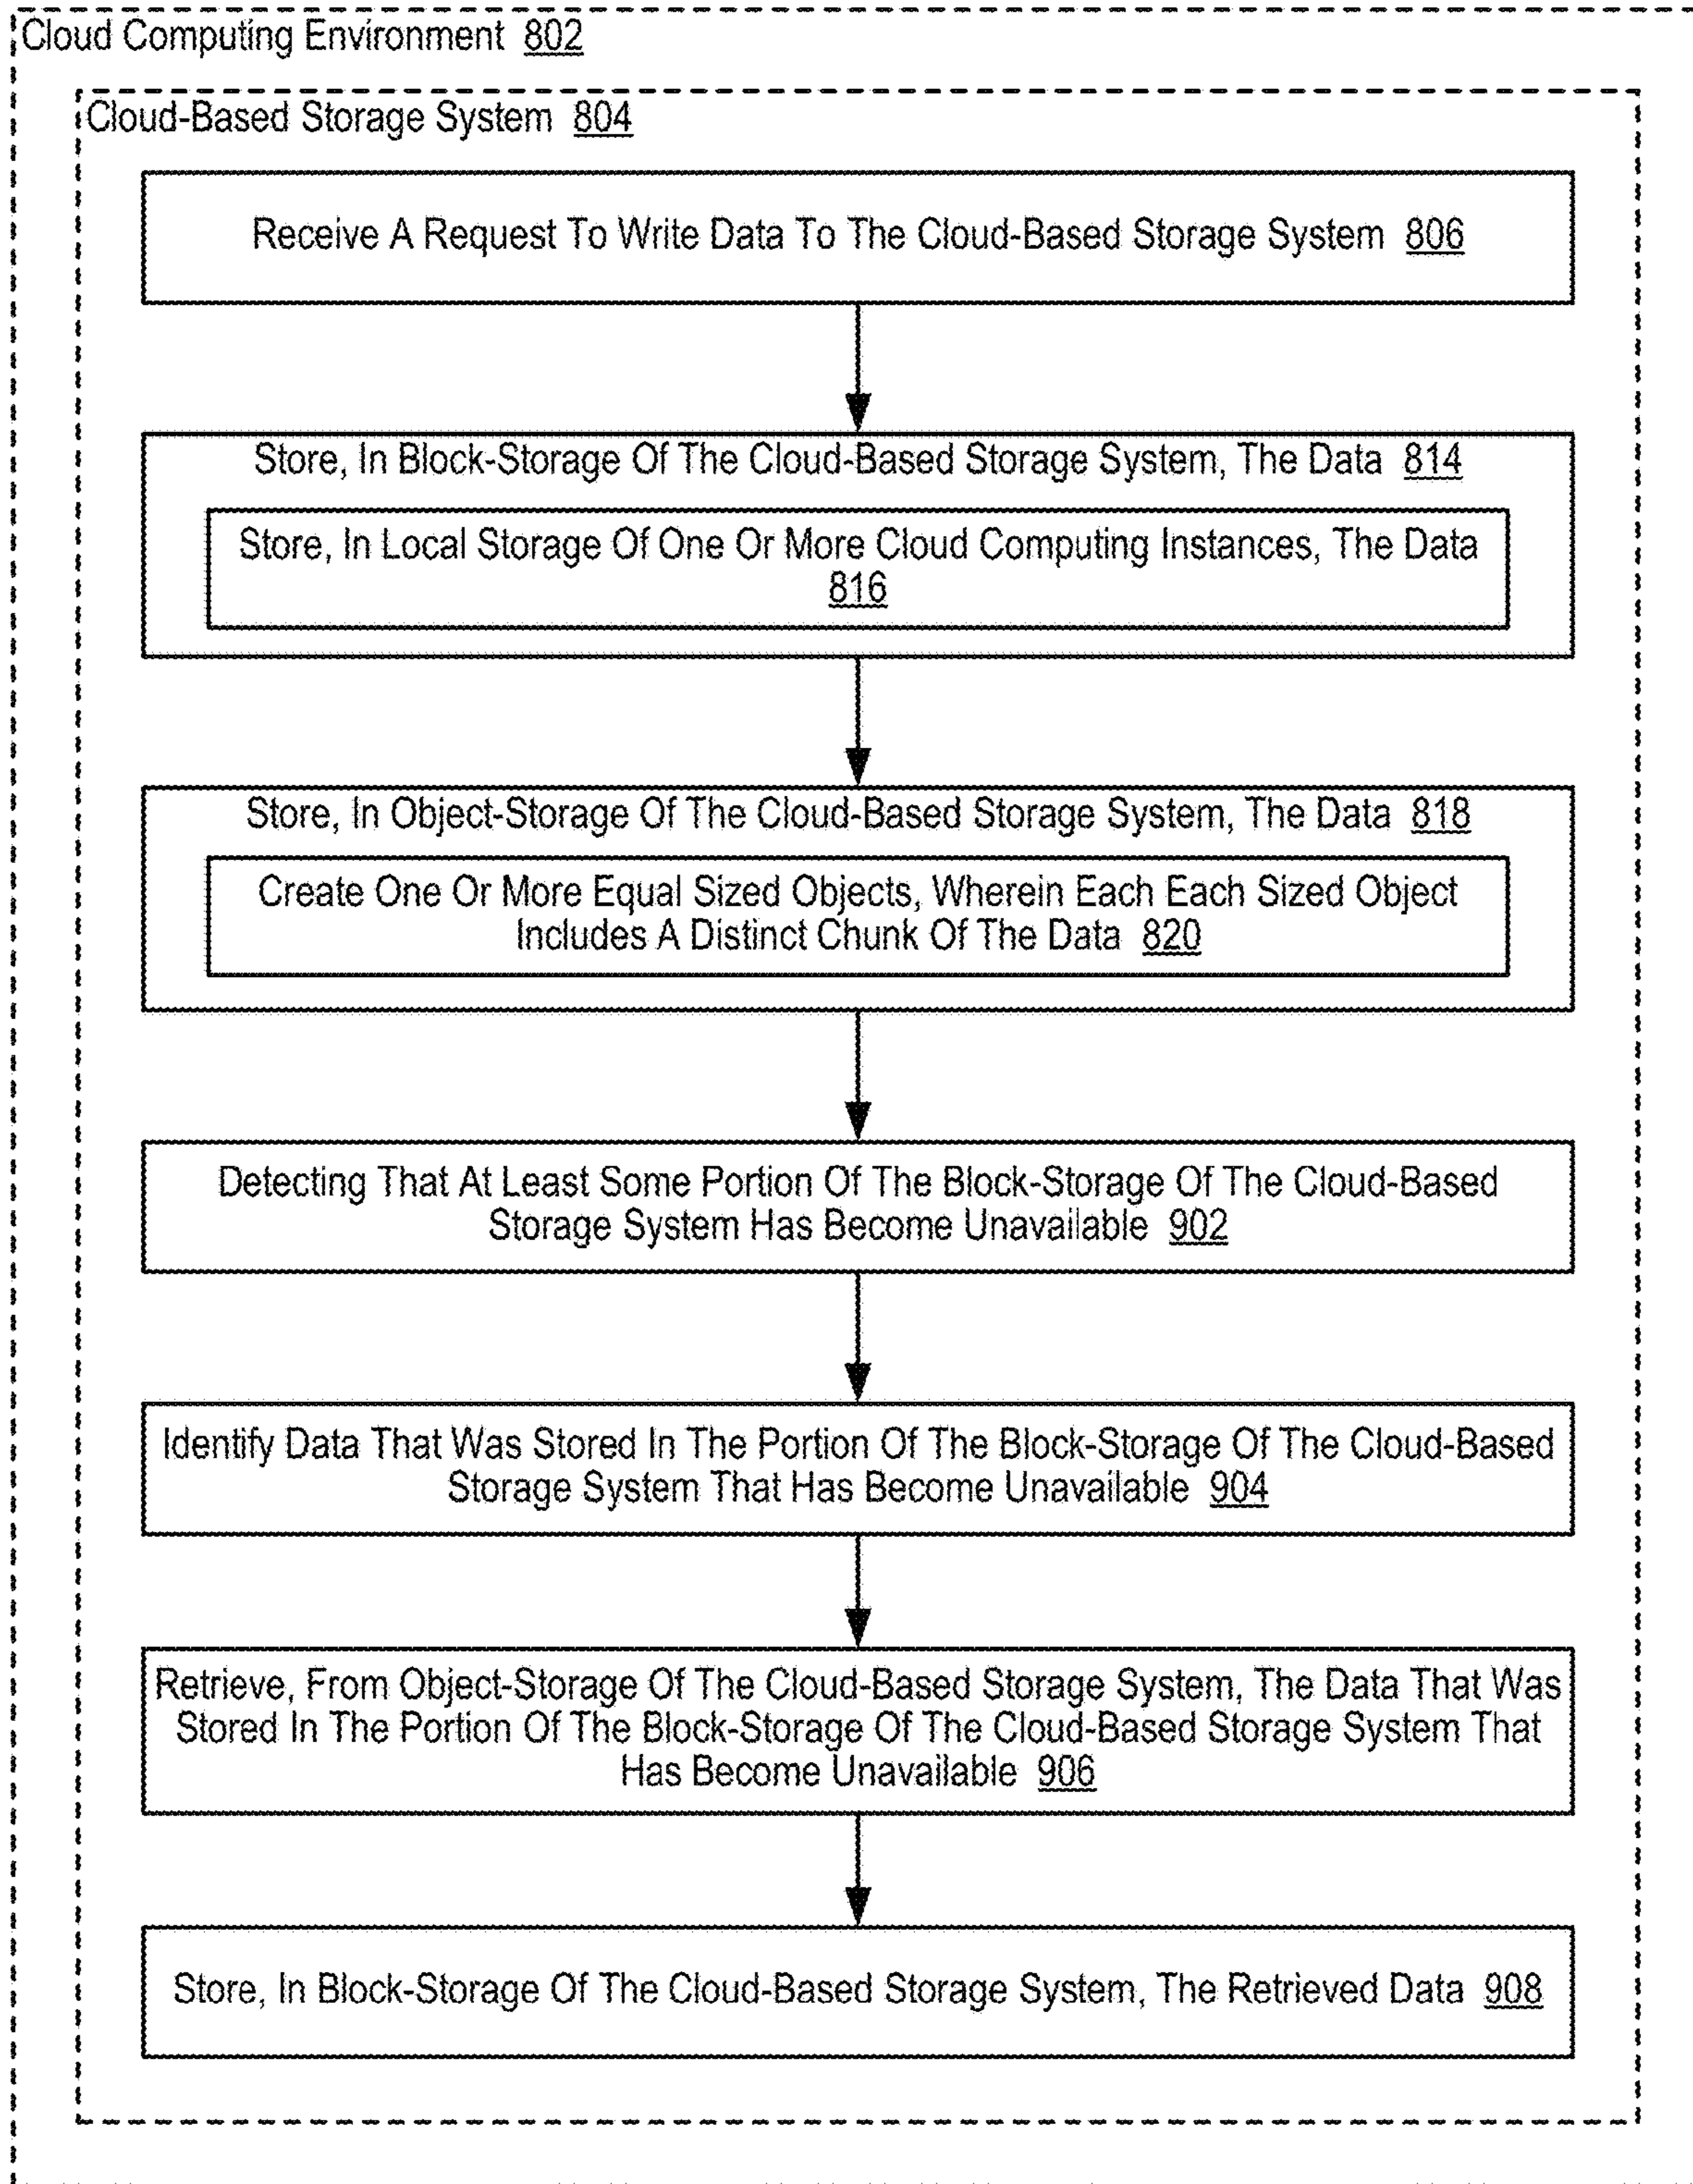 Cloud Computing Environment 802
Cloud-Based Storage System 804
Receive A Request To Write Data To The Cloud-Based Storage System 806
Store, In Block-Storage Of The Cloud-Based Storage System, The Data 814
Store, In Local Storage Of One Or More Cloud Computing Instances, The Data
816
Store, In Object-Storage Of The Cloud-Based Storage System, The Data 818
Create One Or More Equal Sized Objects, Wherein Each Each Sized Object
Includes A Distinct Chunk Of The Data 820
Detecting That At Least Some Portion Of The Block-Storage Of The Cloud-Based
Storage System Has Become Unavailable 902
Identify Data That Was Stored In The Portion Of The Block-Storage Of The Cloud-Based
Storage System That Has Become Unavailable 904
Retrieve, From Object-Storage Of The Cloud-Based Storage System, The Data That Was
Stored In The Portion Of The Block-Storage Of The Cloud-Based Storage System That
Has Become Unavailable 906
Store, In Block-Storage Of The Cloud-Based Storage System, The Retrieved Data 908